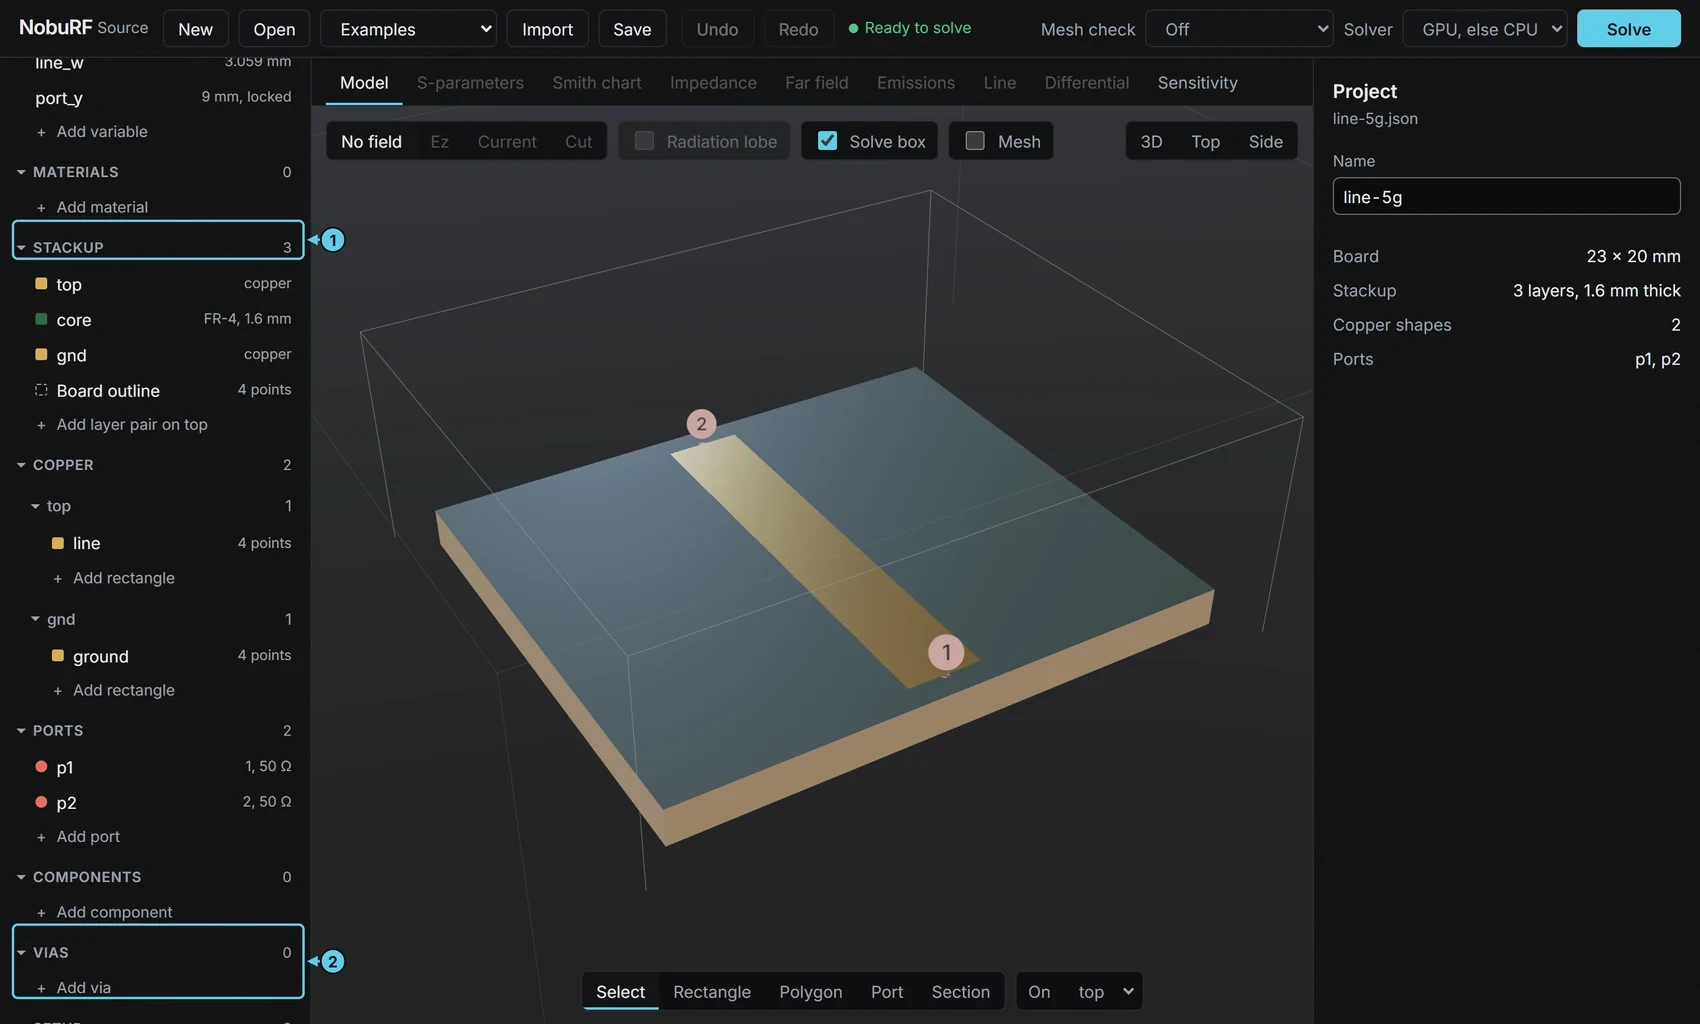 NobuRF Source New Open Examples Import Save Undo Redo Ready to solve Mesh check Off Solver GPU, else CPU Solve
line_w 3.059 mm
port_y 9 mm, locked
+ Add variable
MATERIALS 0
+ Add material
STACKUP 3
1
top copper
core FR-4, 1.6 mm
gnd copper
Board outline 4 points
+ Add layer pair on top
COPPER 2
top 1
line 4 points
+ Add rectangle
gnd 1
ground 4 points
+ Add rectangle
PORTS 2
p1 1, 50 Ω
p2 2, 50 Ω
+ Add port
COMPONENTS 0
+ Add component
VIAS 0
2
+ Add via
Model S-parameters Smith chart Impedance Far field Emissions Line Differential Sensitivity
No field Ez Current Cut Radiation lobe Solve box Mesh 3D Top Side
2
1
Select Rectangle Polygon Port Section On top
Project
line-5g.json
Name
line-5g
Board 23 × 20 mm
Stackup 3 layers, 1.6 mm thick
Copper shapes 2
Ports p1, p2